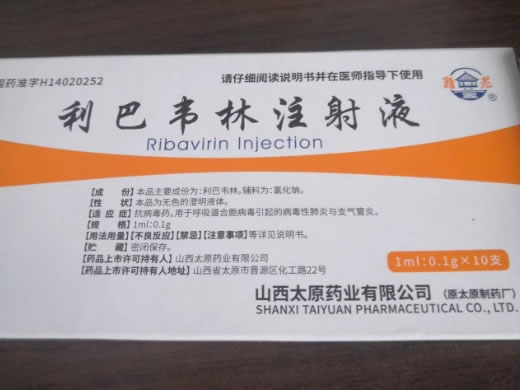 国药准字H14020252
请仔细阅读说明书并在医师指导下使用
利巴韦林注射液
Ribavirin Injection
【成 份】本品主要成份为:利巴韦林。辅料为:氯化钠。
【性 状】本品为无色的澄明液体。
【适 应 症】抗病毒药。用于呼吸道合胞病毒引起的病毒性肺炎与支气管炎。
【规 格】1ml:0.1g
【用法用量】【不良反应】【禁忌】【注意事项】等详见说明书。
【贮 藏】密闭保存。
【药品上市许可持有人】山西太原药业有限公司
【药品上市许可持有人地址】山西省太原市晋源区化工路22号
1ml:0.1g×10支
山西太原药业有限公司 (原太原制药厂)
SHANXI TAIYUAN PHARMACEUTICAL CO., LTD.